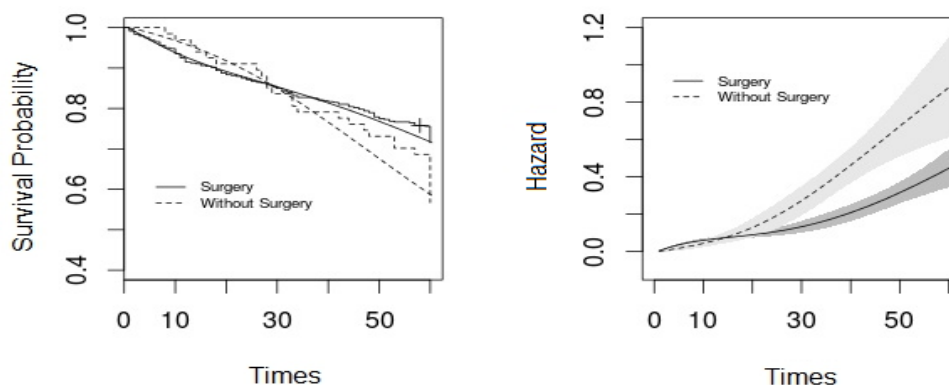 Survival Probability
1.0
0.8
0.6
0.4
Surgery
Without Surgery
0 10 30 50
Times
Hazard
1.2
0.8
0.4
0.0
Surgery
Without Surgery
0 10 30 50
Times